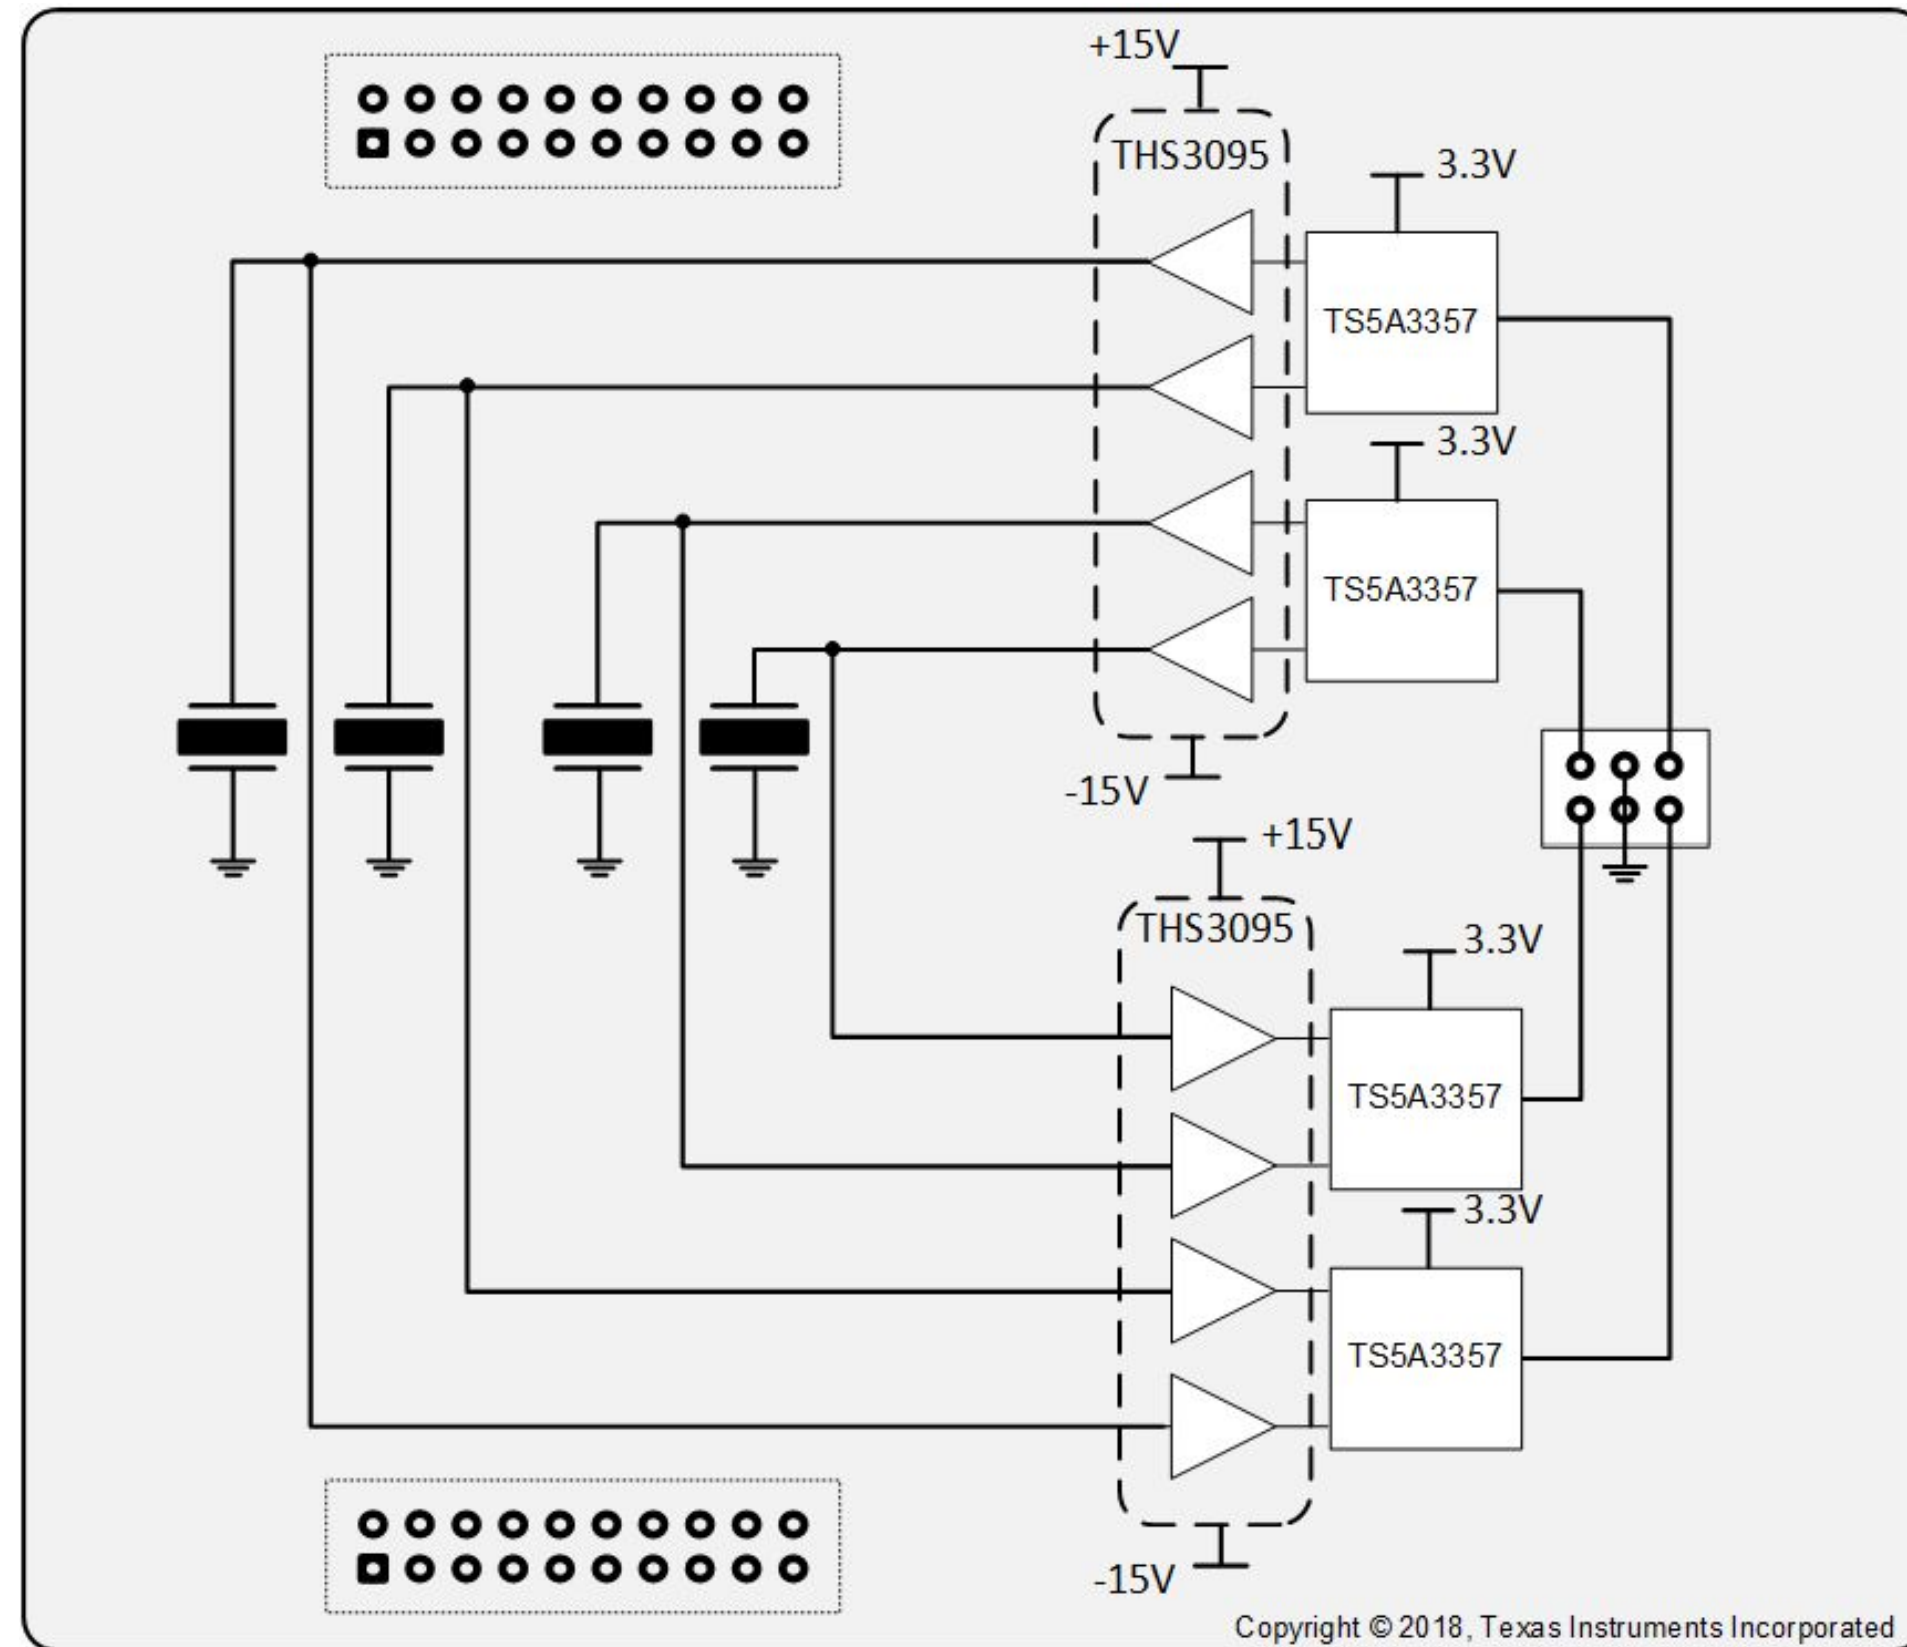 +15V
THS3095
3.3V
TS5A3357
3.3V
TS5A3357
-15V
+15V
THS3095
3.3V
TS5A3357
3.3V
TS5A3357
-15V
Copyright © 2018, Texas Instruments Incorporated